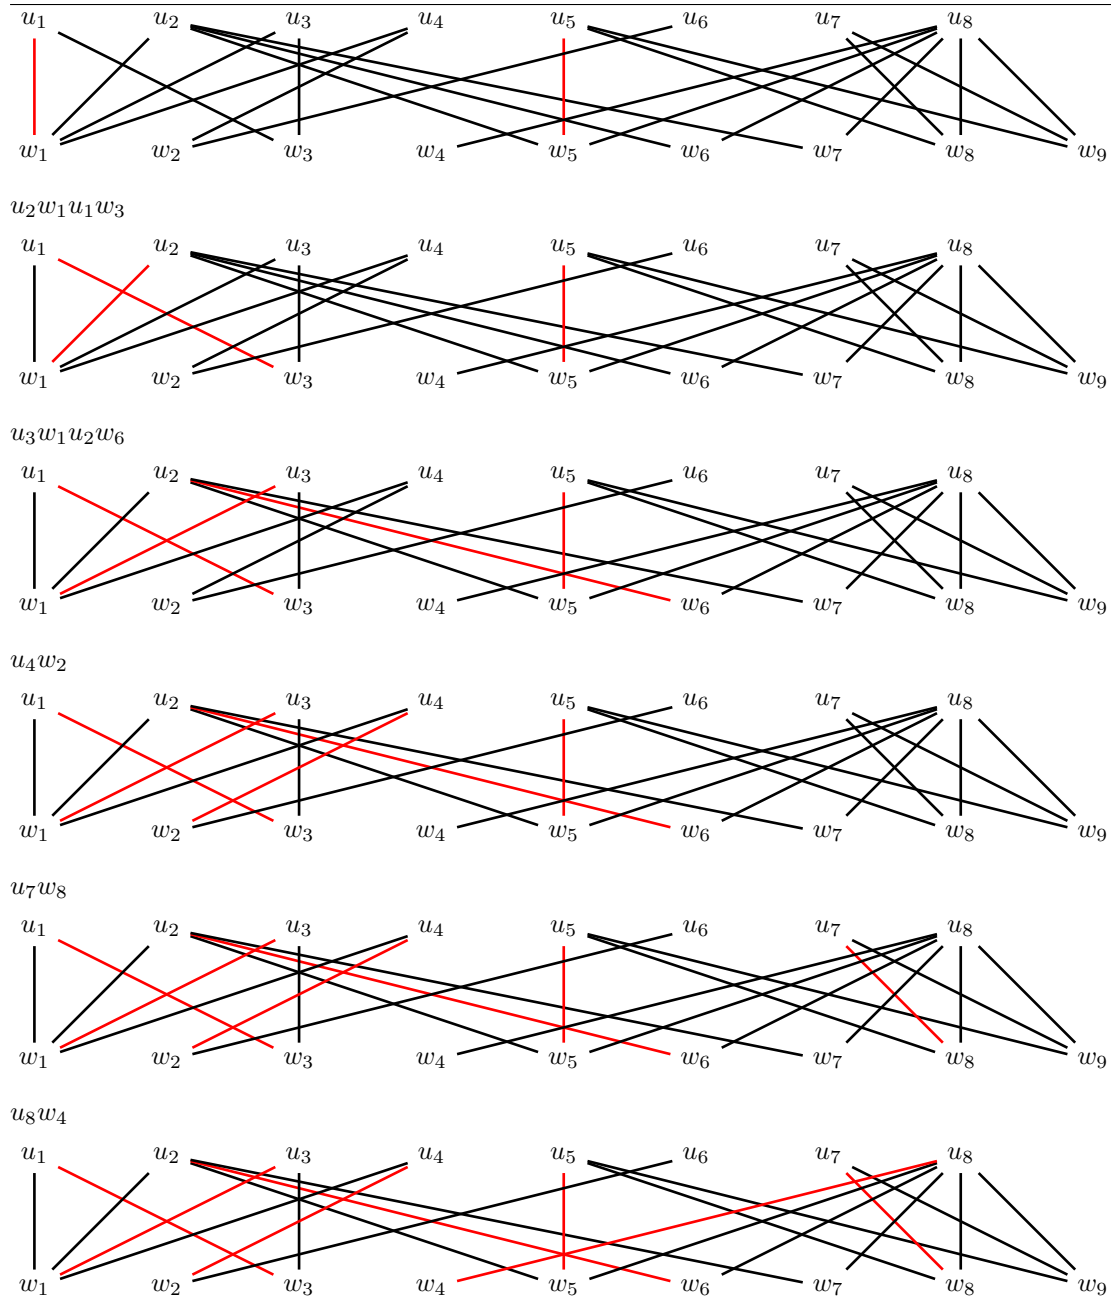 u₁ u₂ u₃ u₄ u₅ u₆ u₇ u₈
w₁ w₂ w₃ w₄ w₅ w₆ w₇ w₈ w₉
u₂w₁u₁w₃
u₁ u₂ u₃ u₄ u₅ u₆ u₇ u₈
w₁ w₂ w₃ w₄ w₅ w₆ w₇ w₈ w₉
u₃w₁u₂w₆
u₁ u₂ u₃ u₄ u₅ u₆ u₇ u₈
w₁ w₂ w₃ w₄ w₅ w₆ w₇ w₈ w₉
u₄w₂
u₁ u₂ u₃ u₄ u₅ u₆ u₇ u₈
w₁ w₂ w₃ w₄ w₅ w₆ w₇ w₈ w₉
u₇w₈
u₁ u₂ u₃ u₄ u₅ u₆ u₇ u₈
w₁ w₂ w₃ w₄ w₅ w₆ w₇ w₈ w₉
u₈w₄
u₁ u₂ u₃ u₄ u₅ u₆ u₇ u₈
w₁ w₂ w₃ w₄ w₅ w₆ w₇ w₈ w₉